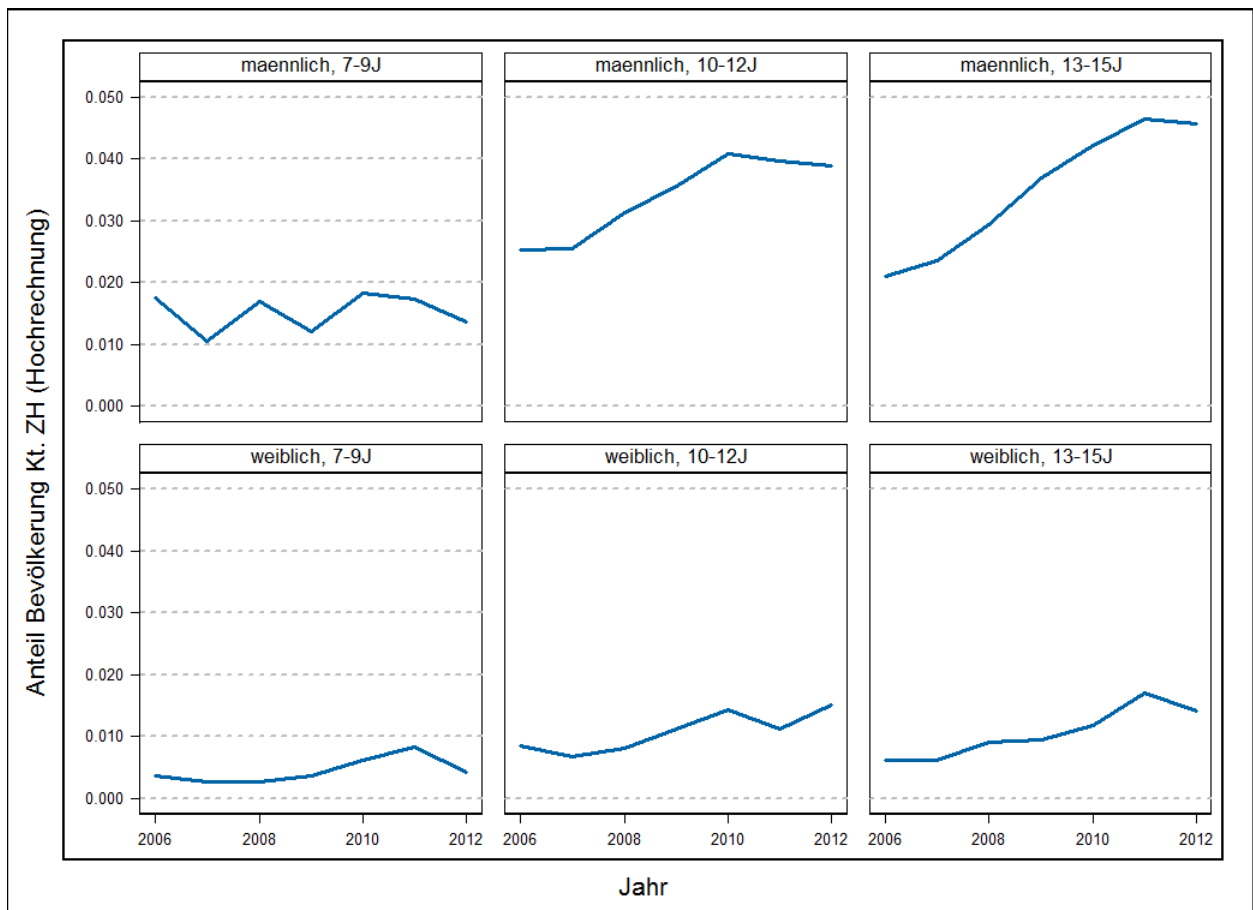 maennlich, 7-9J
maennlich, 10-12J
maennlich, 13-15J
0.050
0.040
0.030
0.020
0.010
0.000
weiblich, 7-9J
weiblich, 10-12J
weiblich, 13-15J
0.050
0.040
0.030
0.020
0.010
0.000
2006 2008 2010 2012
2006 2008 2010 2012
2006 2008 2010 2012
Anteil Bevölkerung Kt. ZH (Hochrechnung)
Jahr